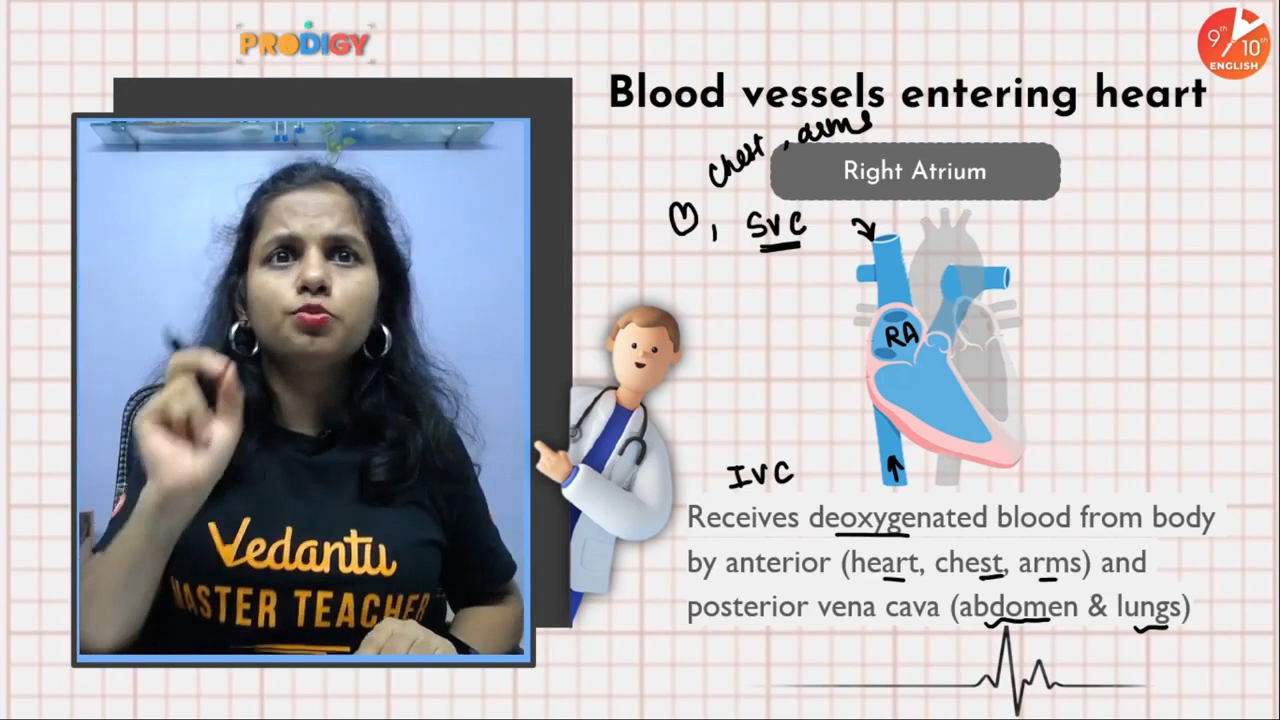 PRODIGY
9th 10th
ENGLISH
Blood vessels entering heart
chest, arms
Right Atrium
, SVC
RA
IVC
Receives deoxygenated blood from body
by anterior (heart, chest, arms) and
posterior vena cava (abdomen & lungs)
Vedantu
MASTER TEACHER